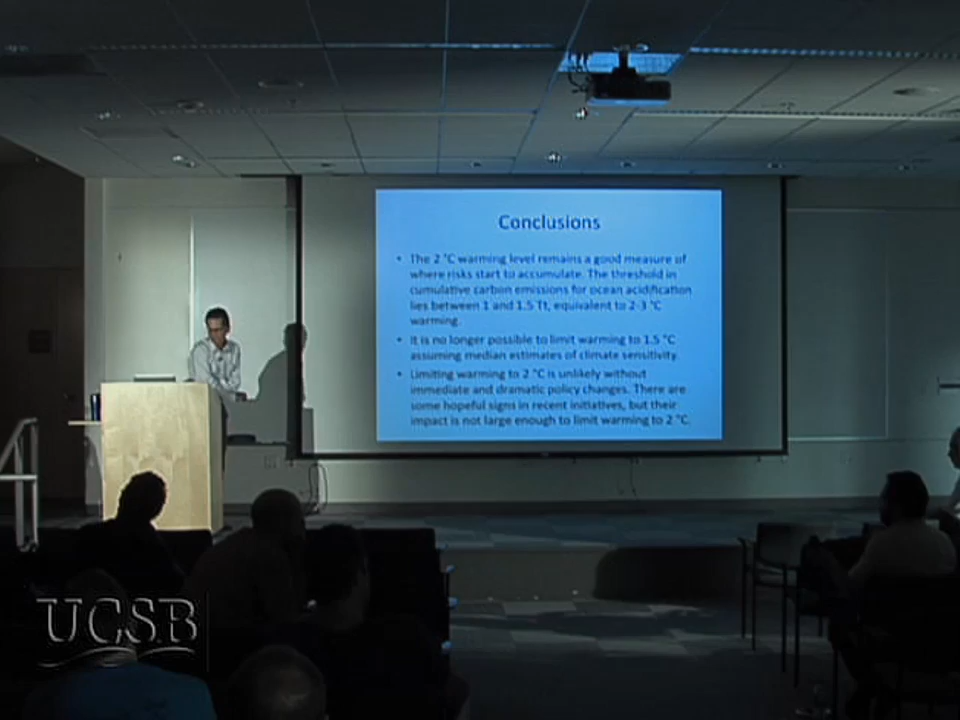 Conclusions
• The 2 °C warming level remains a good measure of
where risks start to accumulate. The threshold in
cumulative carbon emissions for ocean acidification
lies between 1 and 1.5 Tt, equivalent to 2-3 °C
warming.
• It is no longer possible to limit warming to 1.5 °C
assuming median estimates of climate sensitivity.
• Limiting warming to 2 °C is unlikely without
immediate and dramatic policy changes. There are
some hopeful signs in recent initiatives, but their
impact is not large enough to limit warming to 2 °C.
UCSB